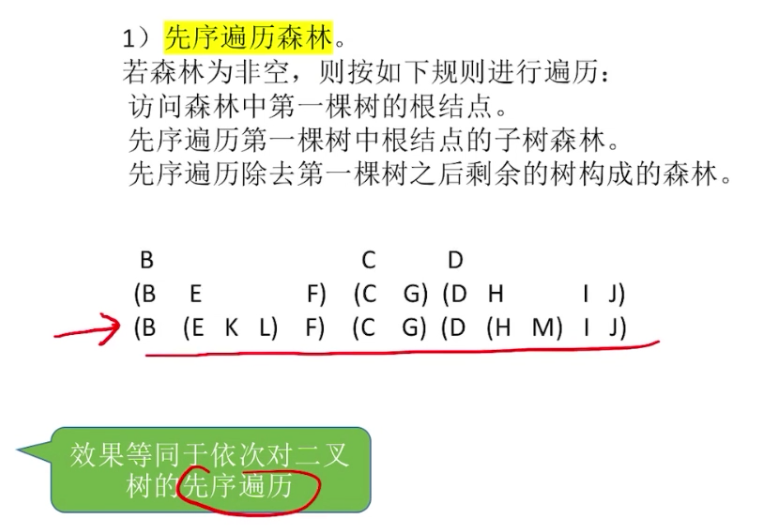 1）先序遍历森林。
若森林为非空，则按如下规则进行遍历：
访问森林中第一棵树的根结点。
先序遍历第一棵树中根结点的子树森林。
先序遍历除去第一棵树之后剩余的树构成的森林。
B C D
(B E F) (C G) (D H I J)
(B (E K L) F) (C G) (D (H M) I J)
效果等同于依次对二叉
树的先序遍历